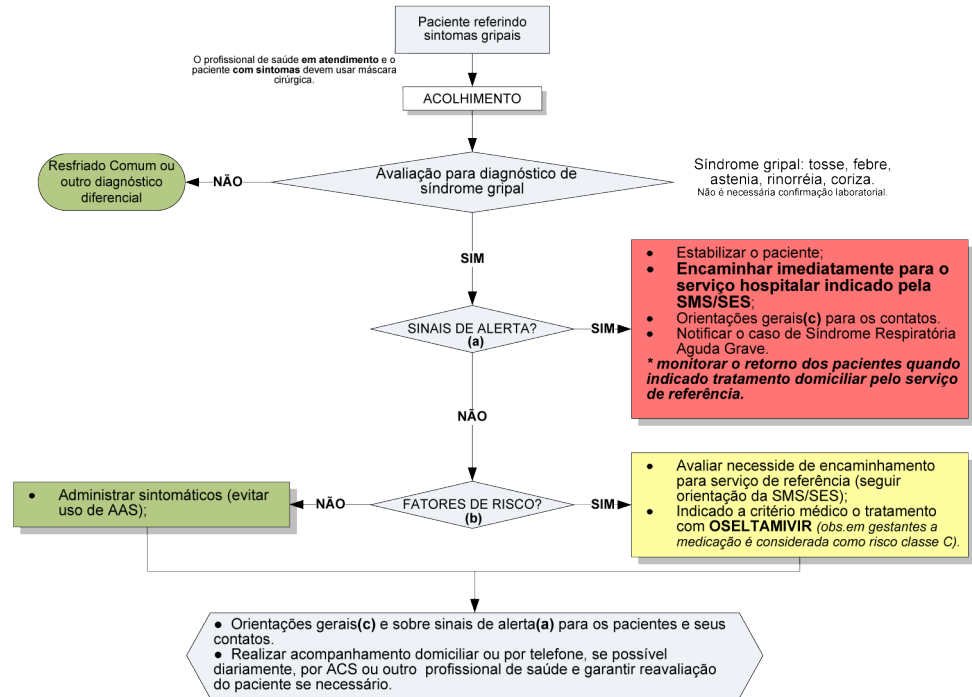 Paciente referindo
sintomas gripais
O profissional de saúde em atendimento e o
paciente com sintomas devem usar máscara
cirúrgica.
ACOLHIMENTO
Avaliação para diagnóstico de
síndrome gripal
NÃO
Resfriado Comum ou
outro diagnóstico
diferencial
Síndrome gripal: tosse, febre,
astenia, rinorréia, coriza.
Não é necessária confirmação laboratorial.
SIM
SINAIS DE ALERTA?
(a)
SIM
● Estabilizar o paciente;
● Encaminhar imediatamente para o
serviço hospitalar indicado pela
SMS/SES;
● Orientações gerais(c) para os contatos.
● Notificar o caso de Síndrome Respiratória
Aguda Grave.
* monitorar o retorno dos pacientes quando
indicado tratamento domiciliar pelo serviço
de referência.
NÃO
FATORES DE RISCO?
(b)
NÃO
● Administrar sintomáticos (evitar
uso de AAS);
SIM
● Avaliar necesside de encaminhamento
para serviço de referência (seguir
orientação da SMS/SES);
● Indicado a critério médico o tratamento
com OSELTAMIVIR (obs.em gestantes a
medicação é considerada como risco classe C).
● Orientações gerais(c) e sobre sinais de alerta(a) para os pacientes e seus
contatos.
● Realizar acompanhamento domiciliar ou por telefone, se possível
diariamente, por ACS ou outro profissional de saúde e garantir reavaliação
do paciente se necessário.